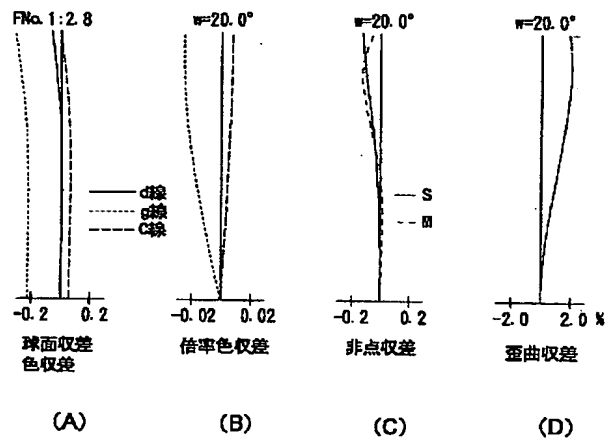 FNo. 1:2.8
w=20.0°
w=20.0°
w=20.0°
d線
g線
C線
S
M
-0.2 0.2
-0.02 0.02
-0.2 0.2
-2.0 2.0 %
球面収差
色収差
倍率色収差
非点収差
歪曲収差
(A)
(B)
(C)
(D)